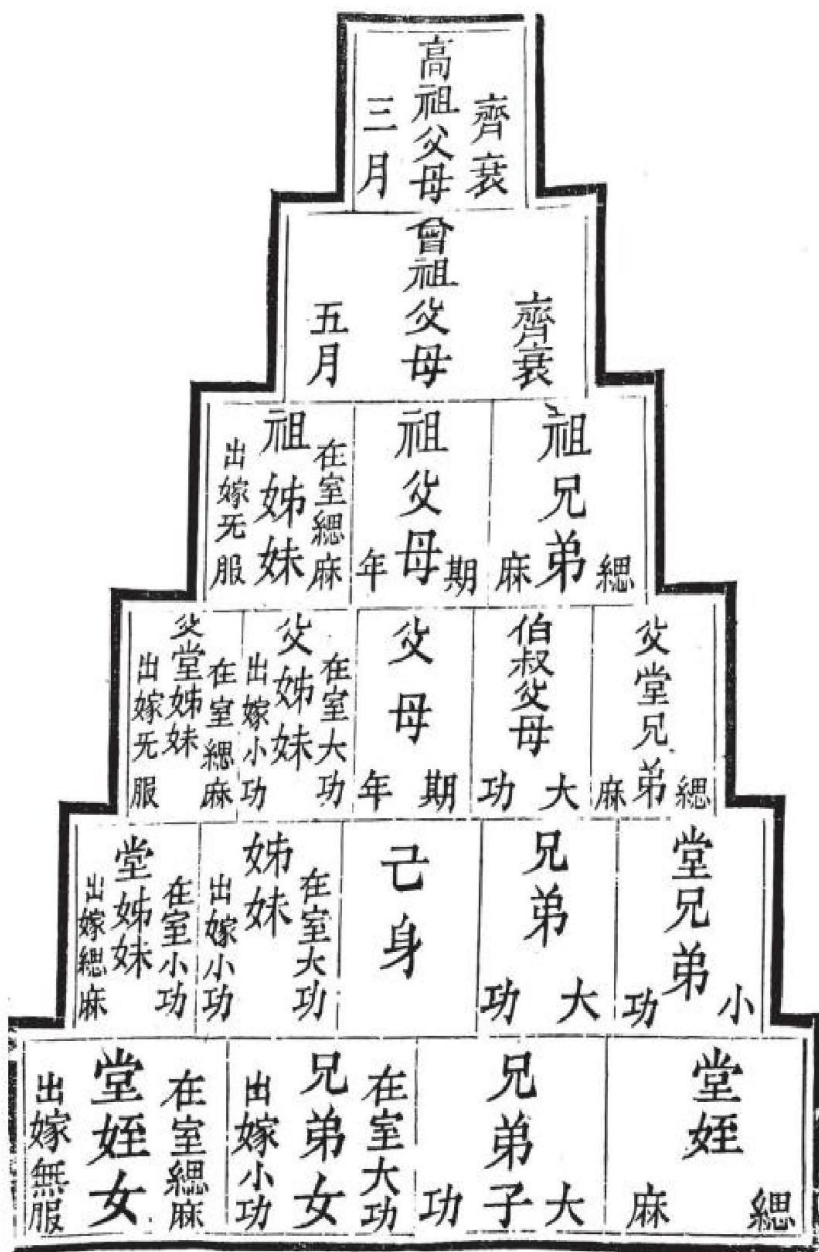 齊衰
高祖父母
三月
齊衰
曾祖父母
五月
祖兄弟
緦麻
祖父母
期年
在室緦麻
祖姊妹
出嫁无服
父堂兄弟
緦麻
伯叔父母
大功
父母
期年
在室大功
父姊妹
出嫁小功
在室緦麻
父堂姊妹
出嫁无服
堂兄弟
小功
兄弟
大功
己身
在室大功
姊妹
出嫁小功
在室小功
堂姊妹
出嫁緦麻
堂姪
緦麻
兄弟子
大功
在室大功
兄弟女
出嫁小功
在室緦麻
堂姪女
出嫁無服